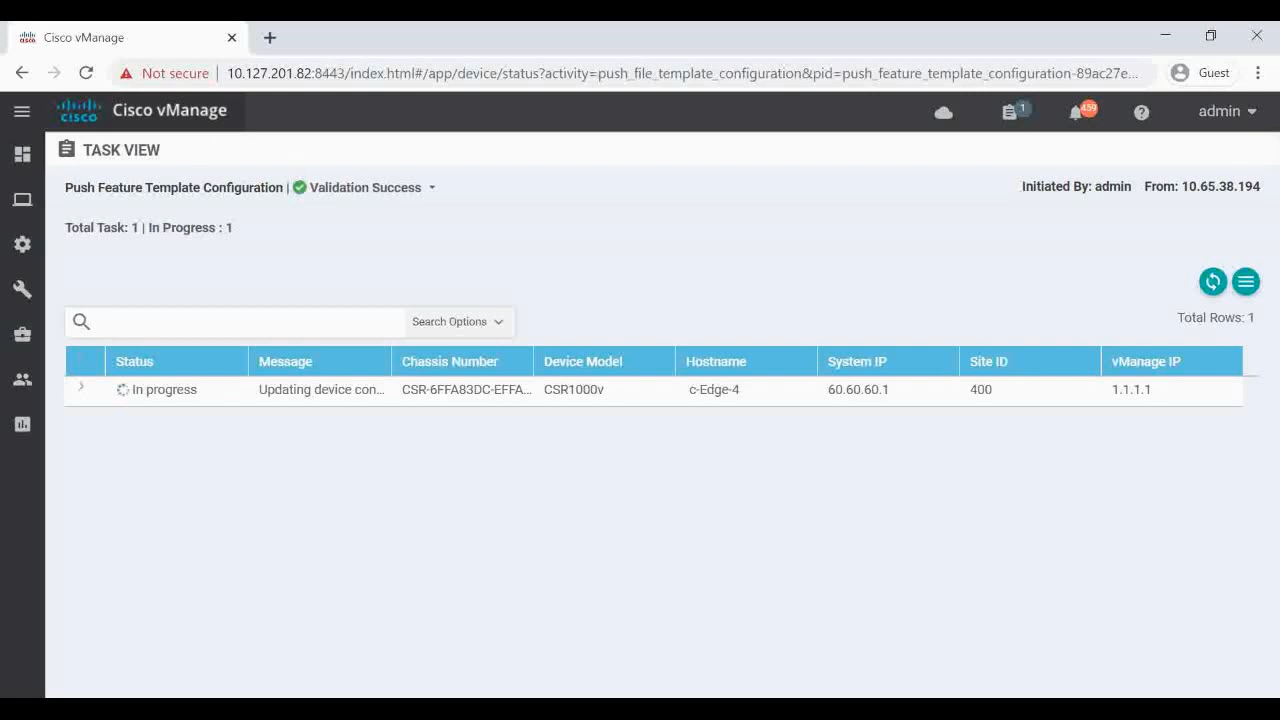 Cisco vManage
Not secure
10.127.201.82:8443/index.html#/app/device/status?activity=push_file_template_configuration&pid=push_feature_template_configuration-89ac27e...
Guest
cisco Cisco vManage
1
459
admin
TASK VIEW
Push Feature Template Configuration | Validation Success
Initiated By: admin From: 10.65.38.194
Total Task: 1 | In Progress : 1
Search Options
Total Rows: 1
Status Message Chassis Number Device Model Hostname System IP Site ID vManage IP
In progress Updating device con... CSR-6FFA83DC-EFFA... CSR1000v c-Edge-4 60.60.60.1 400 1.1.1.1